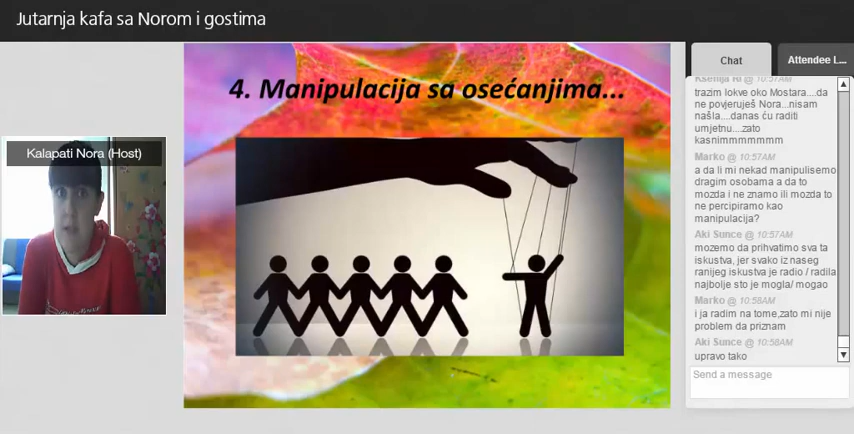 Jutarnja kafa sa Norom i gostima
Kalapati Nora (Host)
4. Manipulacija sa osećanjima...
Chat
Attendee L...
Ksenija Ri @ 10:57AM
trazim lokve oko Mostara....da
ne povjeruješ Nora...nisam
našla....danas ću raditi
umjetnu....zato
kasnimmmmmmm
Marko @ 10:57AM
a da li mi nekad manipulisemo
dragim osobama a da to
mozda i ne znamo ili mozda to
ne percipiramo kao
manipulacija?
Aki Sunce @ 10:57AM
mozemo da prihvatimo sva ta
iskustva, jer svako iz naseg
ranijeg iskustva je radio / radila
najbolje sto je mogla/ mogao
Marko @ 10:58AM
i ja radim na tome,zato mi nije
problem da priznam
Aki Sunce @ 10:58AM
upravo tako
Send a message